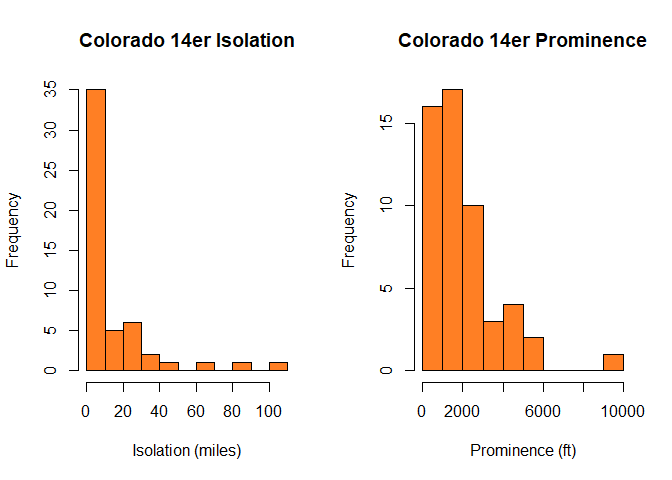 Colorado 14er Isolation
Frequency
35
30
25
20
15
10
5
0
0 20 40 60 80 100
Isolation (miles)
Colorado 14er Prominence
Frequency
15
10
5
0
0 2000 6000 10000
Prominence (ft)